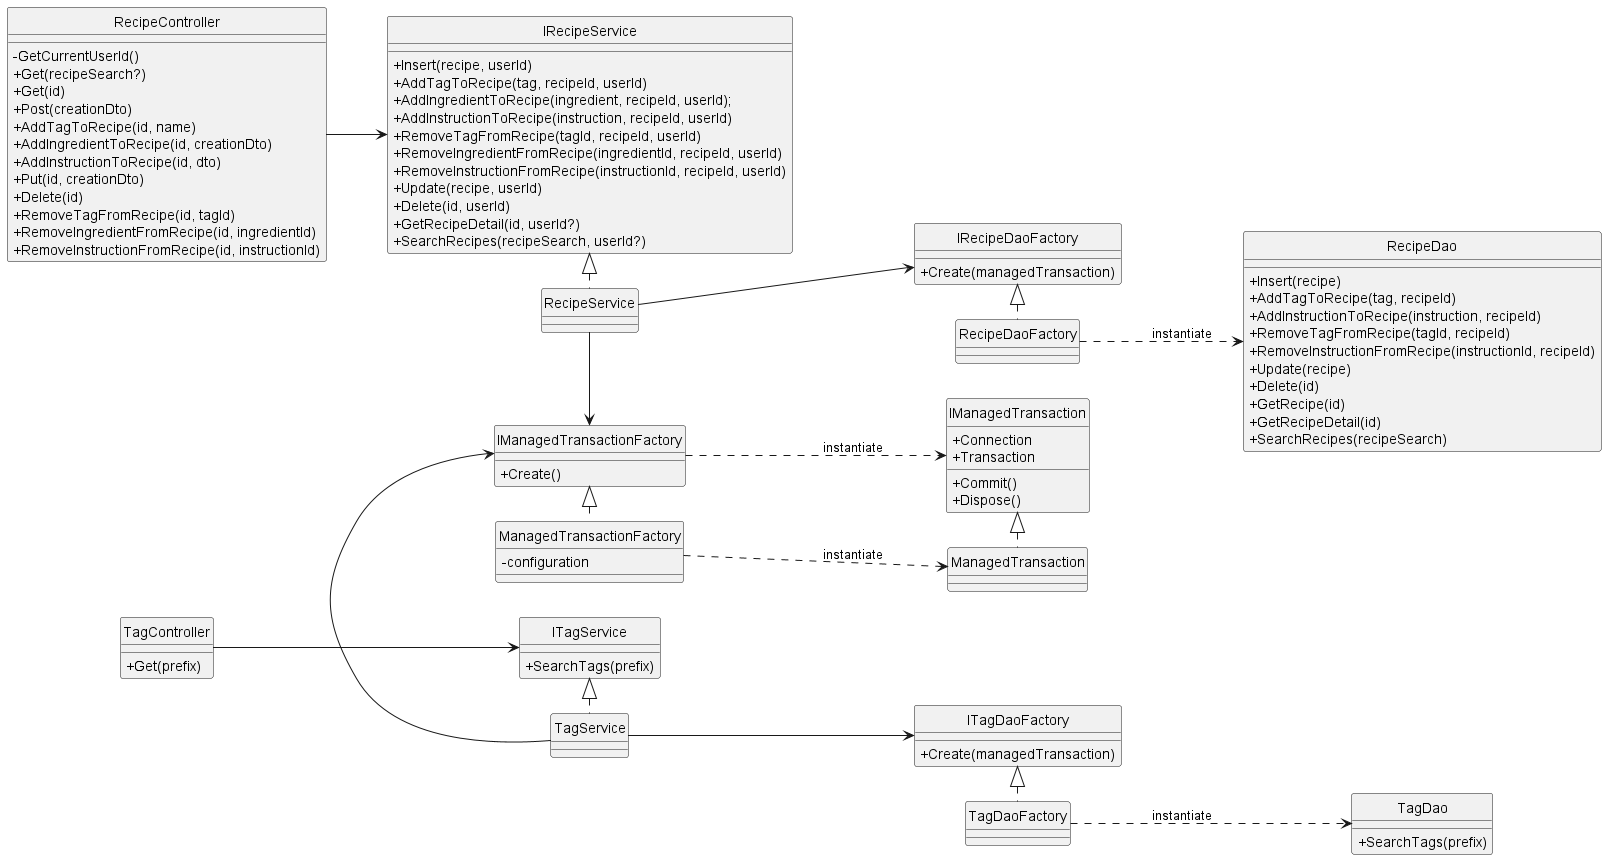 RecipeController
-GetCurrentUserId()
+Get(recipeSearch?)
+Get(id)
+Post(creationDto)
+AddTagToRecipe(id, name)
+AddIngredientToRecipe(id, creationDto)
+AddInstructionToRecipe(id, dto)
+Put(id, creationDto)
+Delete(id)
+RemoveTagFromRecipe(id, tagId)
+RemoveIngredientFromRecipe(id, ingredientId)
+RemoveInstructionFromRecipe(id, instructionId)
IRecipeService
+Insert(recipe, userId)
+AddTagToRecipe(tag, recipeId, userId)
+AddIngredientToRecipe(ingredient, recipeId, userId);
+AddInstructionToRecipe(instruction, recipeId, userId)
+RemoveTagFromRecipe(tagId, recipeId, userId)
+RemoveIngredientFromRecipe(ingredientId, recipeId, userId)
+RemoveInstructionFromRecipe(instructionId, recipeId, userId)
+Update(recipe, userId)
+Delete(id, userId)
+GetRecipeDetail(id, userId?)
+SearchRecipes(recipeSearch, userId?)
RecipeService
IRecipeDaoFactory
+Create(managedTransaction)
RecipeDaoFactory
instantiate
RecipeDao
+Insert(recipe)
+AddTagToRecipe(tag, recipeId)
+AddInstructionToRecipe(instruction, recipeId)
+RemoveTagFromRecipe(tagId, recipeId)
+RemoveInstructionFromRecipe(instructionId, recipeId)
+Update(recipe)
+Delete(id)
+GetRecipe(id)
+GetRecipeDetail(id)
+SearchRecipes(recipeSearch)
IManagedTransactionFactory
+Create()
instantiate
IManagedTransaction
+Connection
+Transaction
+Commit()
+Dispose()
ManagedTransactionFactory
-configuration
instantiate
ManagedTransaction
TagController
+Get(prefix)
ITagService
+SearchTags(prefix)
TagService
ITagDaoFactory
+Create(managedTransaction)
TagDaoFactory
instantiate
TagDao
+SearchTags(prefix)